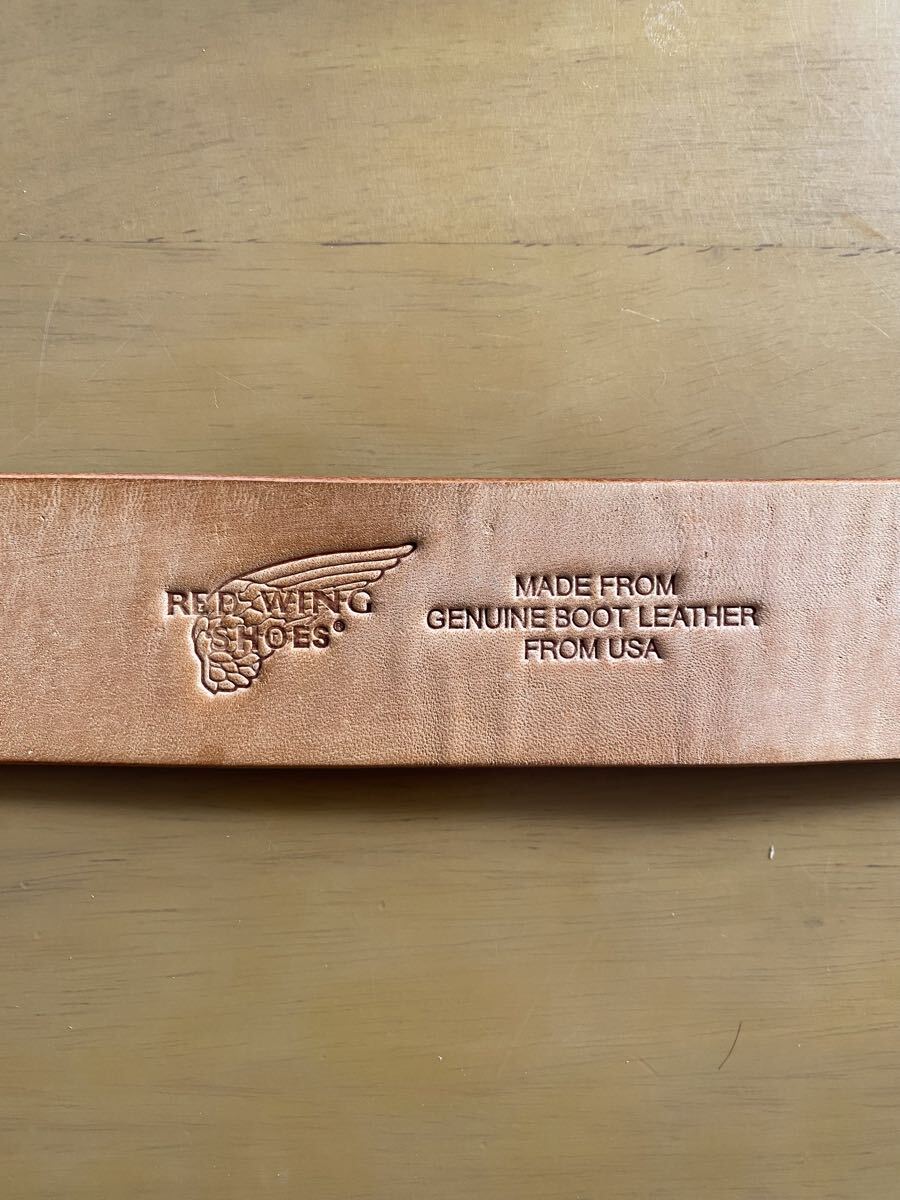 RED WING
SHOES®
MADE FROM
GENUINE BOOT LEATHER
FROM USA